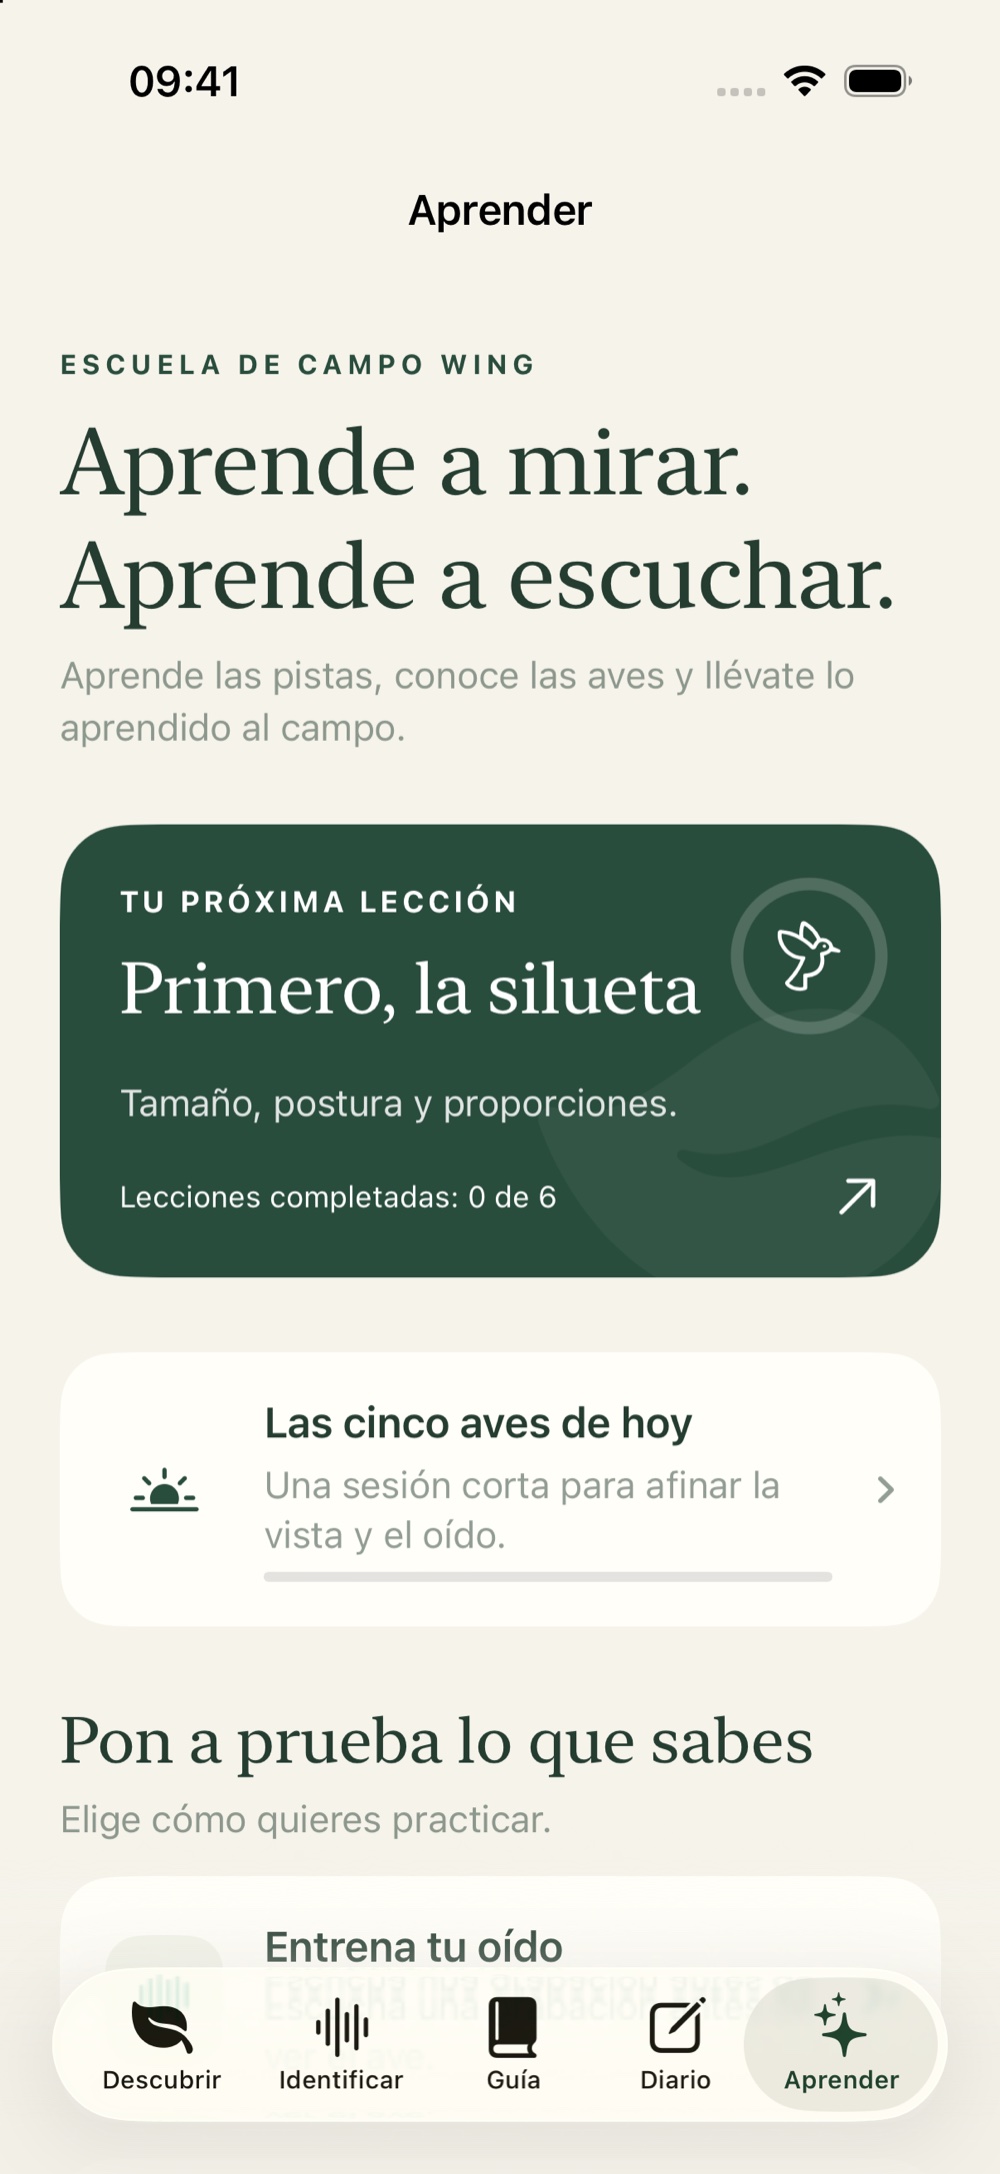 09:41
Aprender
ESCUELA DE CAMPO WING
Aprende a mirar.
Aprende a escuchar.
Aprende las pistas, conoce las aves y llévate lo
aprendido al campo.
TU PRÓXIMA LECCIÓN
Primero, la silueta
Tamaño, postura y proporciones.
Lecciones completadas: 0 de 6
Las cinco aves de hoy
Una sesión corta para afinar la
vista y el oído.
Pon a prueba lo que sabes
Elige cómo quieres practicar.
Entrena tu oído
Descubrir
Identificar
Guía
Diario
Aprender